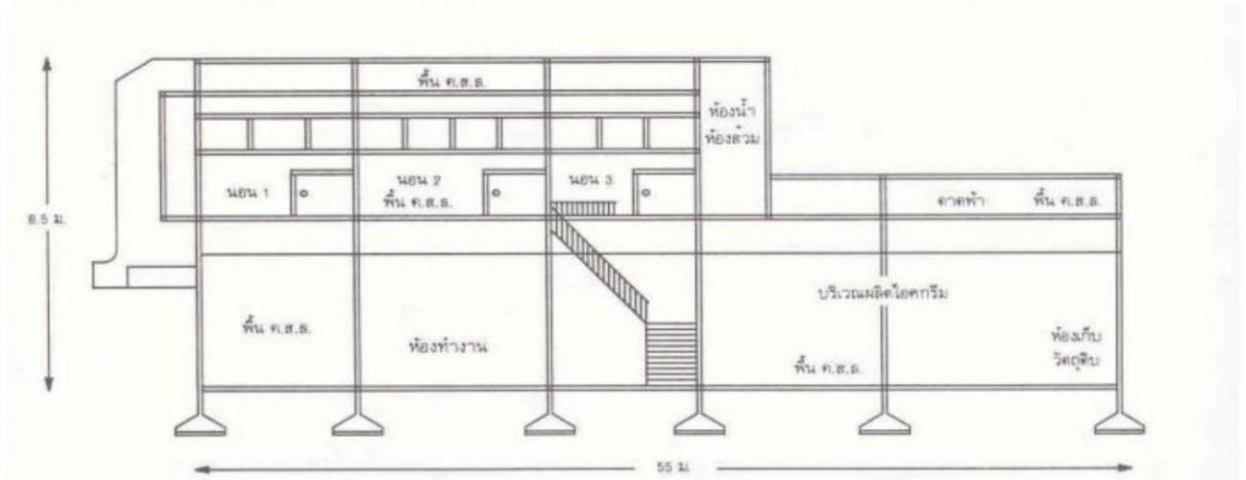 พื้น ค.ส.ล.
ห้องน้ำ
ห้องส้วม
นอน 1
นอน 2
พื้น ค.ส.ล.
นอน 3
ดาดฟ้า พื้น ค.ส.ล.
8.5 ม.
บริเวณผลิตไอศกรีม
พื้น ค.ส.ล.
ห้องทำงาน
ห้องเก็บ
วัตถุดิบ
พื้น ค.ส.ล.
55 ม.